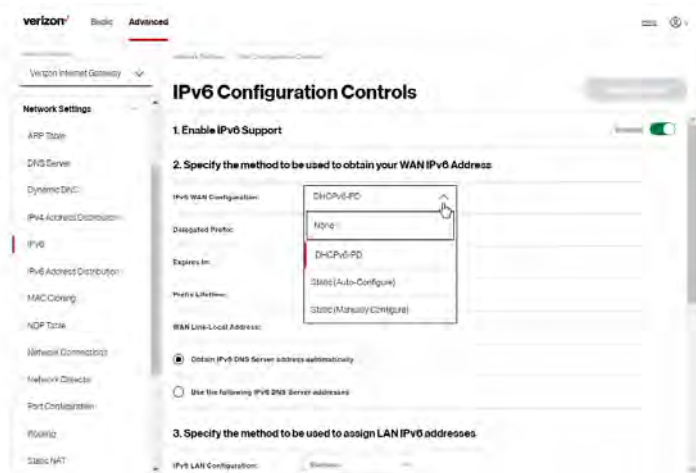 verizon✓ Basic Advanced
Verizon Internet Gateway
IPv6 Configuration Controls
Network Settings
1. Enable IPv6 Support
Enabled
ARP Table
DNS Server
2. Specify the method to be used to obtain your WAN IPv6 Address
Dynamic DNS
IPv6 WAN Configuration:
DHCPv6-PD
IPv4 Address Distribution
Delegated Prefix:
None
IPv6
Expires In:
DHCPv6-PD
IPv6 Address Distribution
Static (Auto-Configure)
MAC Cloning
Prefix Lifetime:
Static (Manualy Configure)
NDP Table
WAN Link-Local Address:
Network Connections
Obtain IPv6 DNS Server address automatically
Network Objects
Use the following IPv6 DNS Server addresses
Port Configuration
Routing
3. Specify the method to be used to assign LAN IPv6 addresses
Static NAT
IPv6 LAN Configuration: